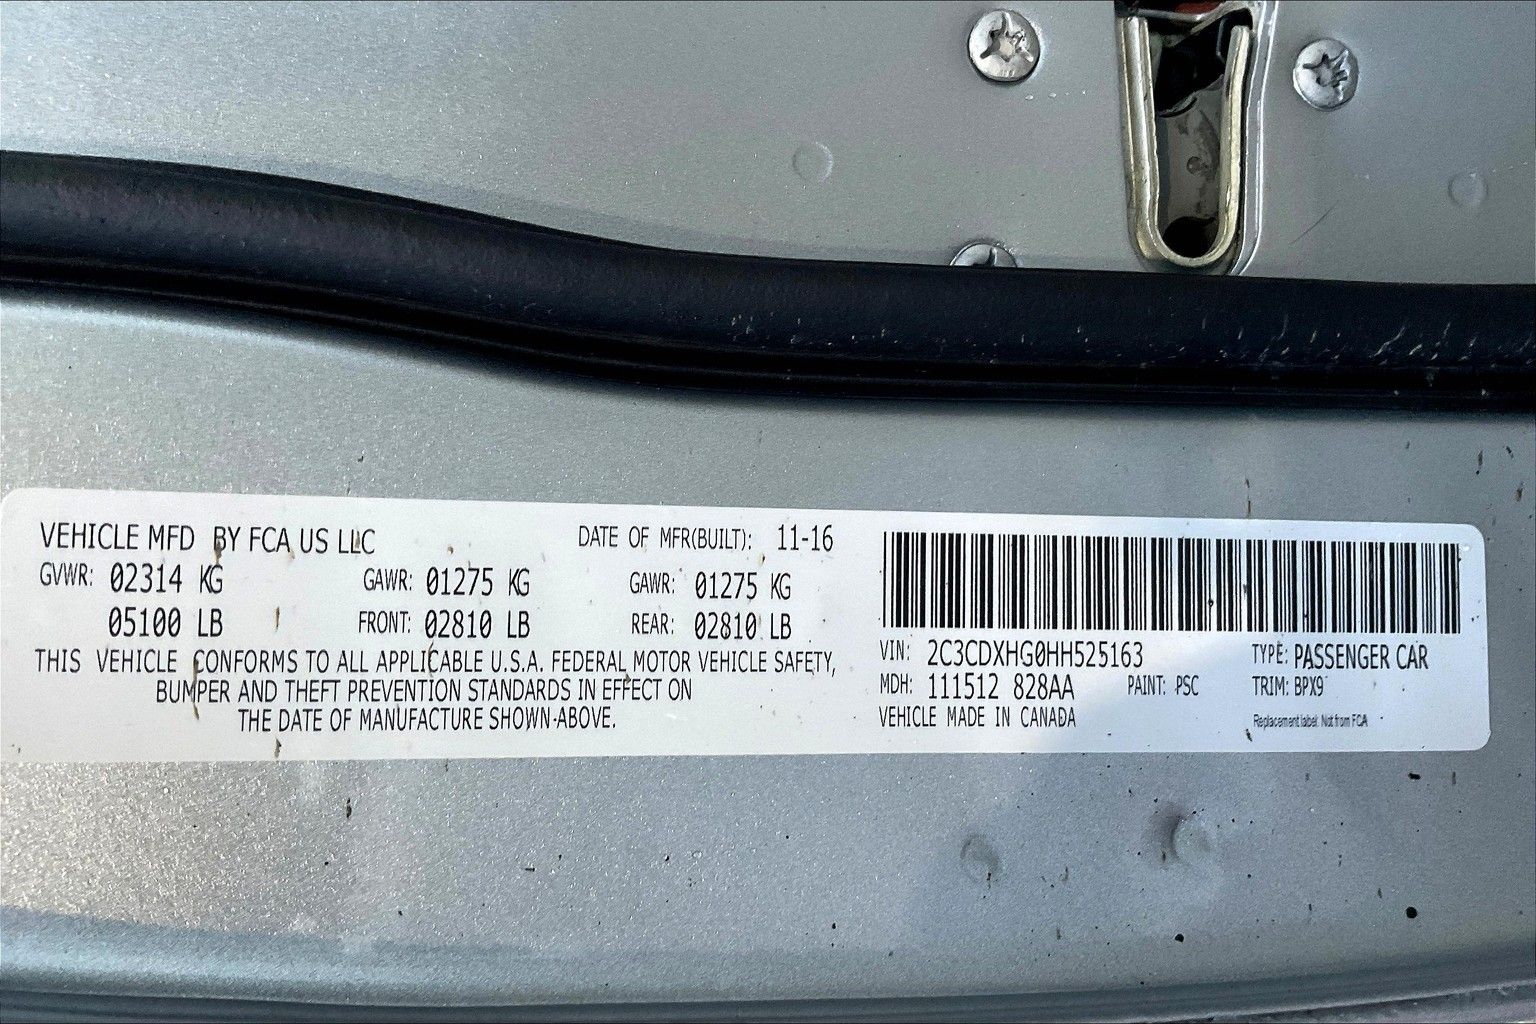 VEHICLE MFD BY FCA US LLC DATE OF MFR(BUILT): 11-16
GVWR: 02314 KG GAWR: 01275 KG GAWR: 01275 KG
05100 LB FRONT: 02810 LB REAR: 02810 LB
THIS VEHICLE CONFORMS TO ALL APPLICABLE U.S.A. FEDERAL MOTOR VEHICLE SAFETY,
BUMPER AND THEFT PREVENTION STANDARDS IN EFFECT ON
THE DATE OF MANUFACTURE SHOWN ABOVE.
VIN: 2C3CDXHG0HH525163 TYPE: PASSENGER CAR
MDH: 111512 828AA PAINT: PSC TRIM: BPX9
VEHICLE MADE IN CANADA
Replacement label. Not from FCA